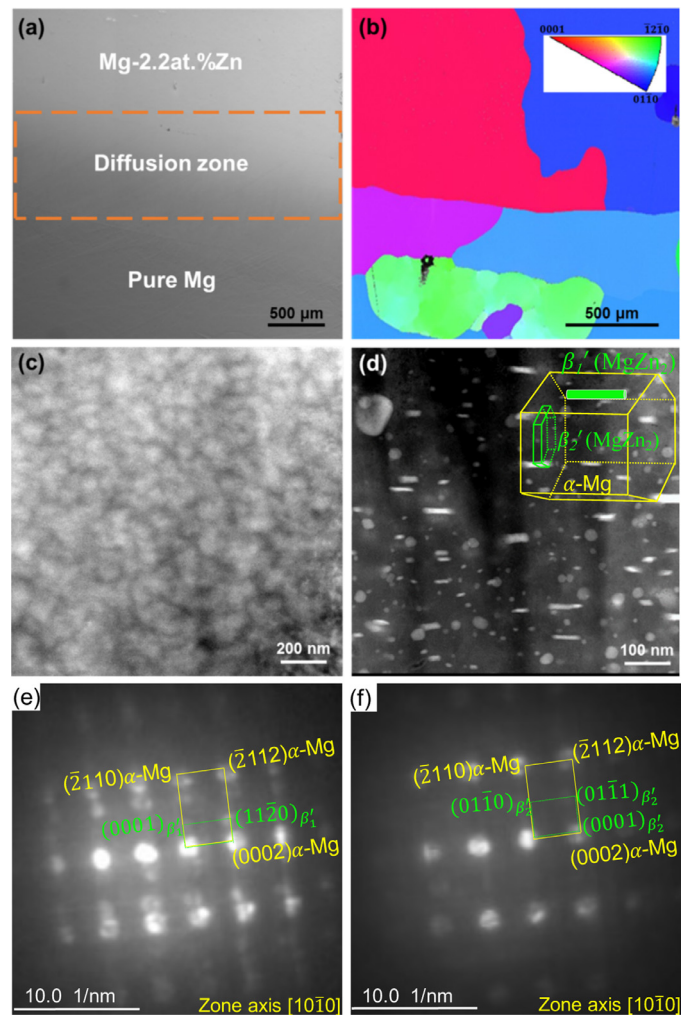 (a)
Mg-2.2at.%Zn
Diffusion zone
Pure Mg
500 μm
(b)
0001
1̄21̄0
011̄0
500 μm
(c)
200 nm
(d)
β₁′ (MgZn₂)
β₂′ (MgZn₂)
α-Mg
100 nm
(e)
(2̄110)α-Mg
(2̄112)α-Mg
(0001)β₁′
(112̄0)β₁′
(0002)α-Mg
10.0 1/nm
Zone axis [101̄0]
(f)
(2̄110)α-Mg
(2̄112)α-Mg
(011̄0)β₂′
(011̄1)β₂′
(0001)β₂′
(0002)α-Mg
10.0 1/nm
Zone axis [101̄0]